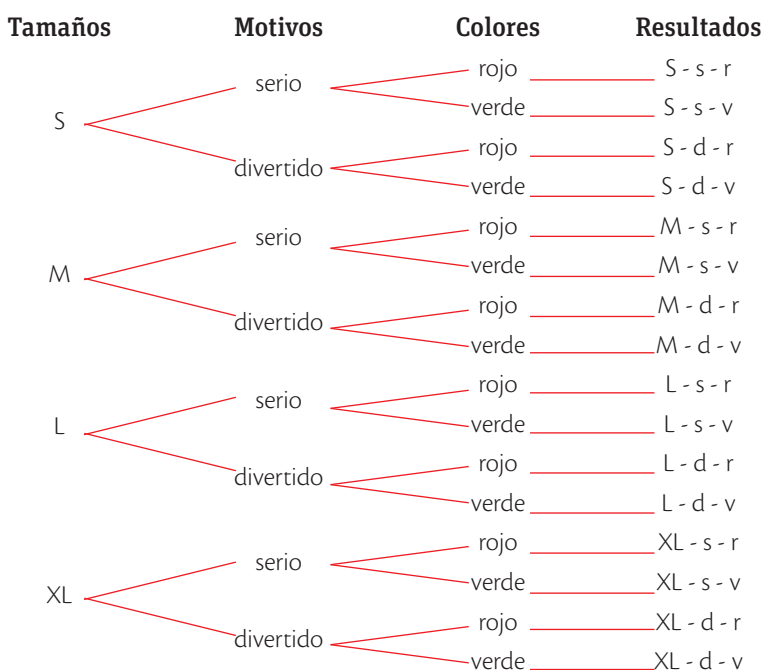 Tamaños Motivos Colores Resultados
rojo S - s - r
serio
verde S - s - v
S
rojo S - d - r
divertido
verde S - d - v
rojo M - s - r
serio
verde M - s - v
M
rojo M - d - r
divertido
verde M - d - v
rojo L - s - r
serio
verde L - s - v
L
rojo L - d - r
divertido
verde L - d - v
rojo XL - s - r
serio
verde XL - s - v
XL
rojo XL - d - r
divertido
verde XL - d - v